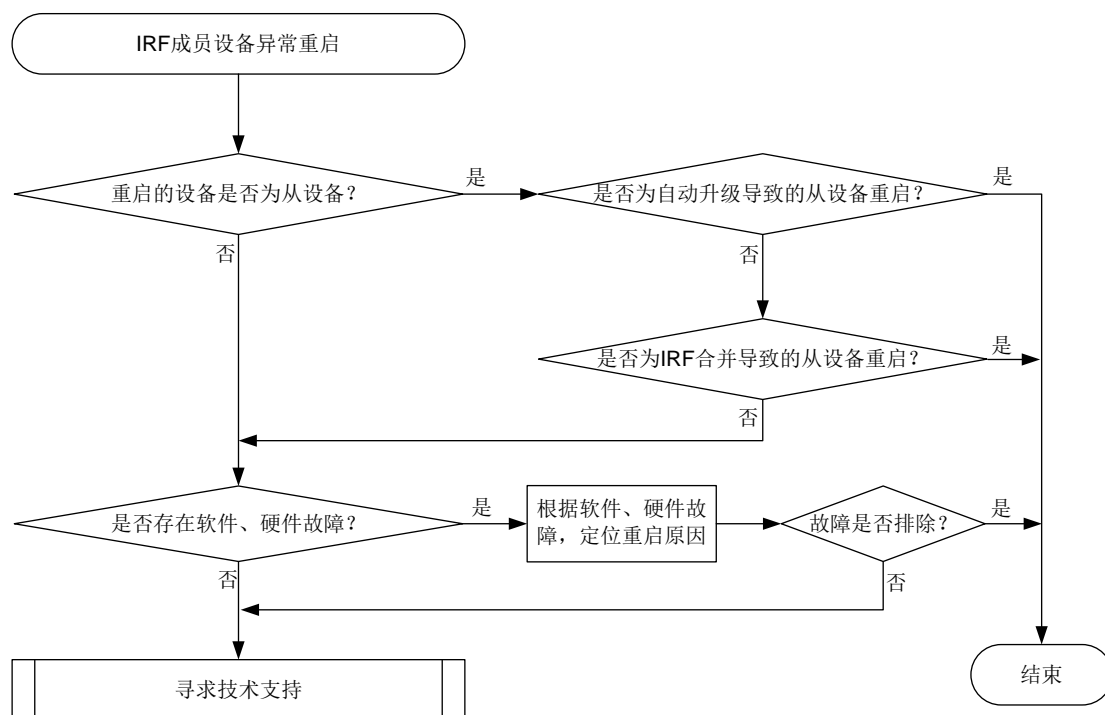 IRF成员设备异常重启
重启的设备是否为从设备？
是
是否为自动升级导致的从设备重启？
是
否
否
是否为IRF合并导致的从设备重启？
是
否
是否存在软件、硬件故障？
是
根据软件、硬件故
障，定位重启原因
故障是否排除？
是
否
否
寻求技术支持
结束